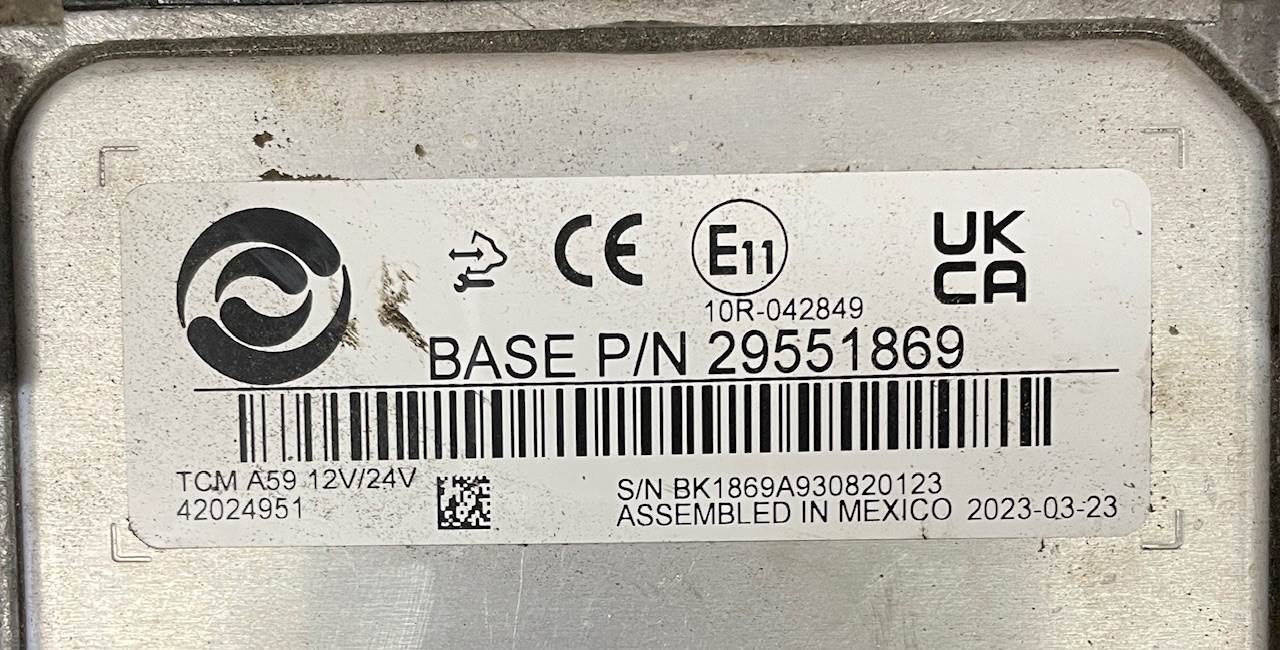 CE
E11
UK
CA
10R-042849
BASE P/N 29551869
TCM A59 12V/24V
42024951
S/N BK1869A930820123
ASSEMBLED IN MEXICO 2023-03-23